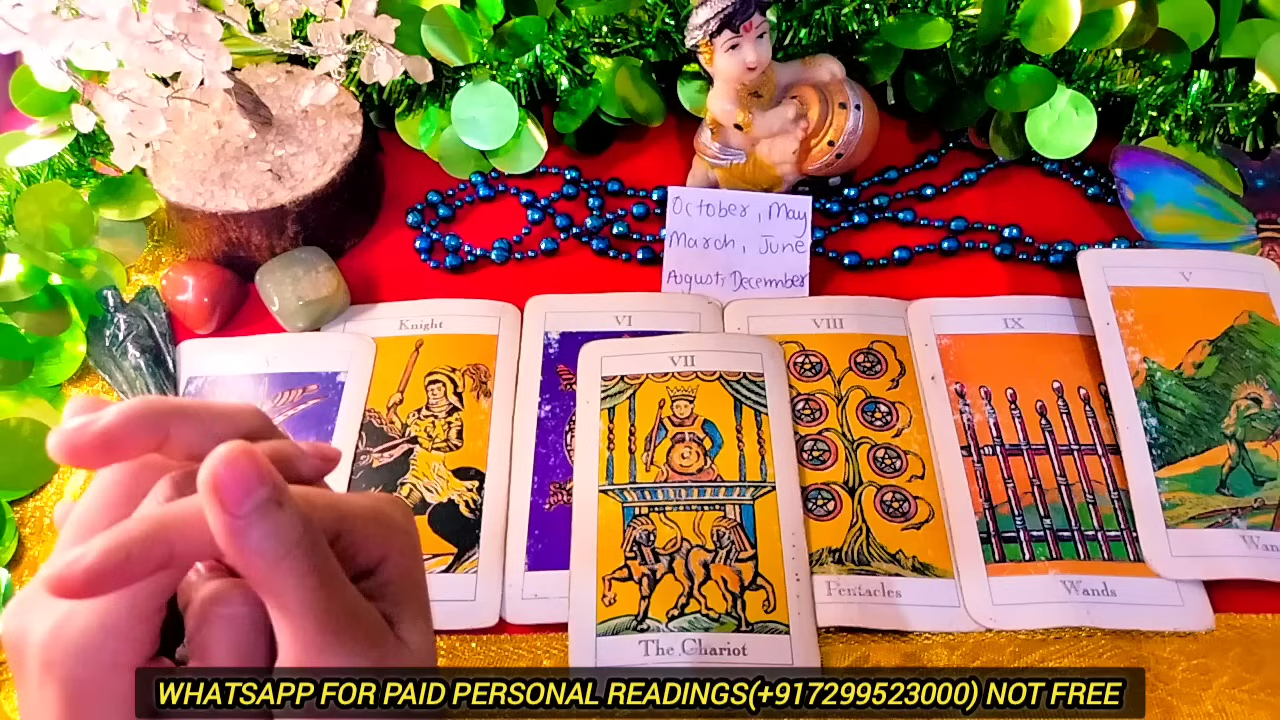 October, May
March, June
August, December
V
Knight
VI
VII
VIII
IX
V
The Chariot
Pentacles
Wands
WHATSAPP FOR PAID PERSONAL READINGS(+917299523000) NOT FREE